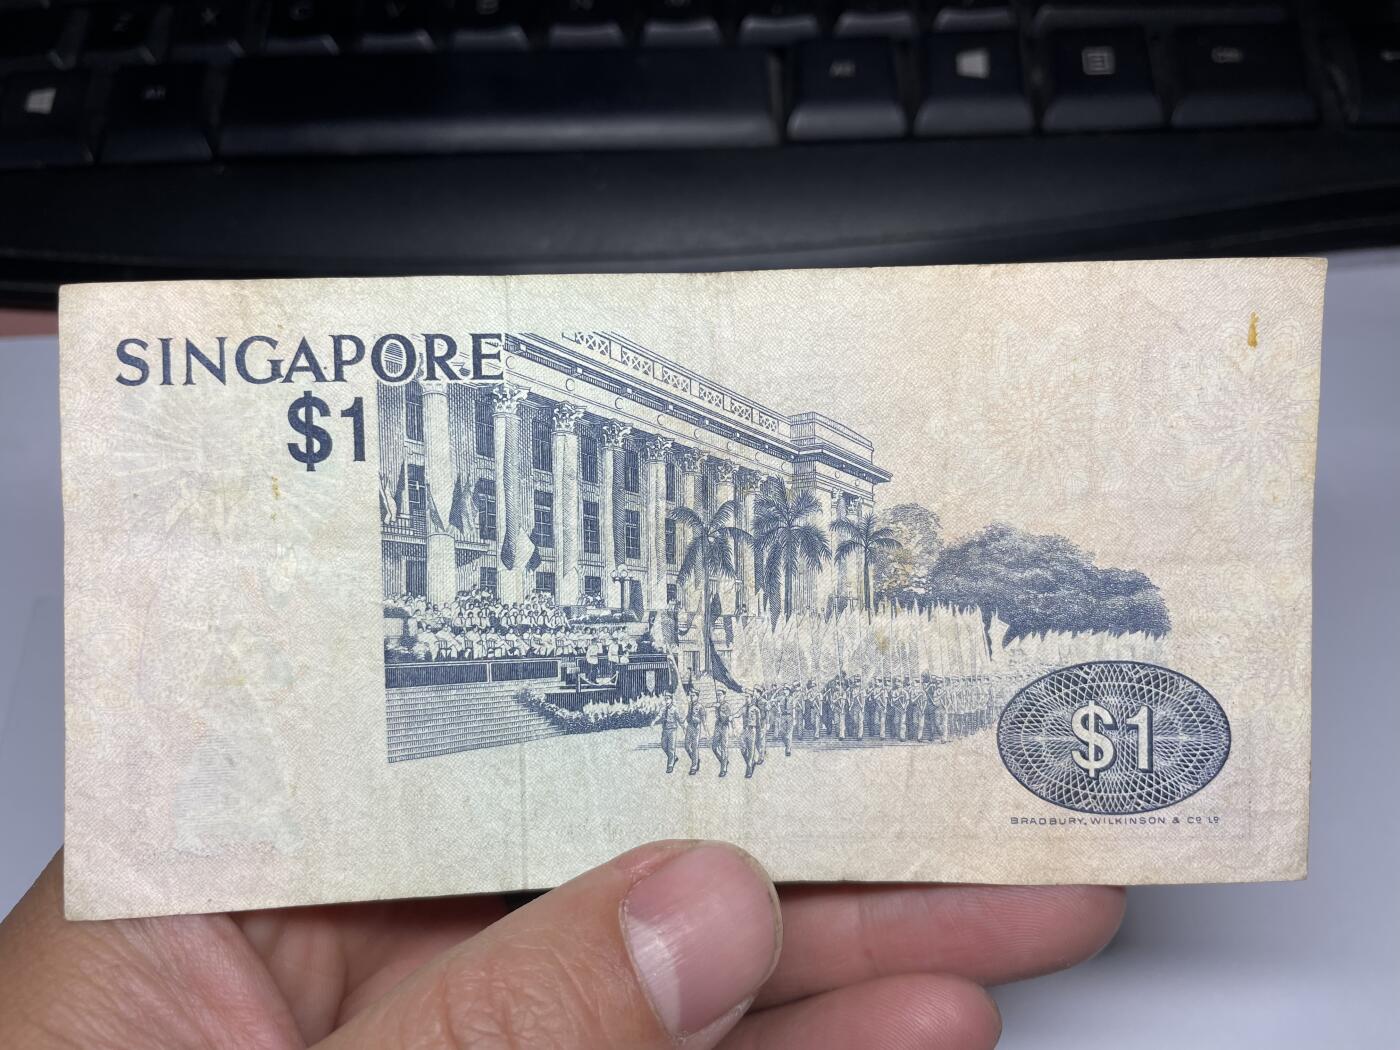 SINGAPORE
$1
$1
BRADBURY, WILKINSON & Co Ld